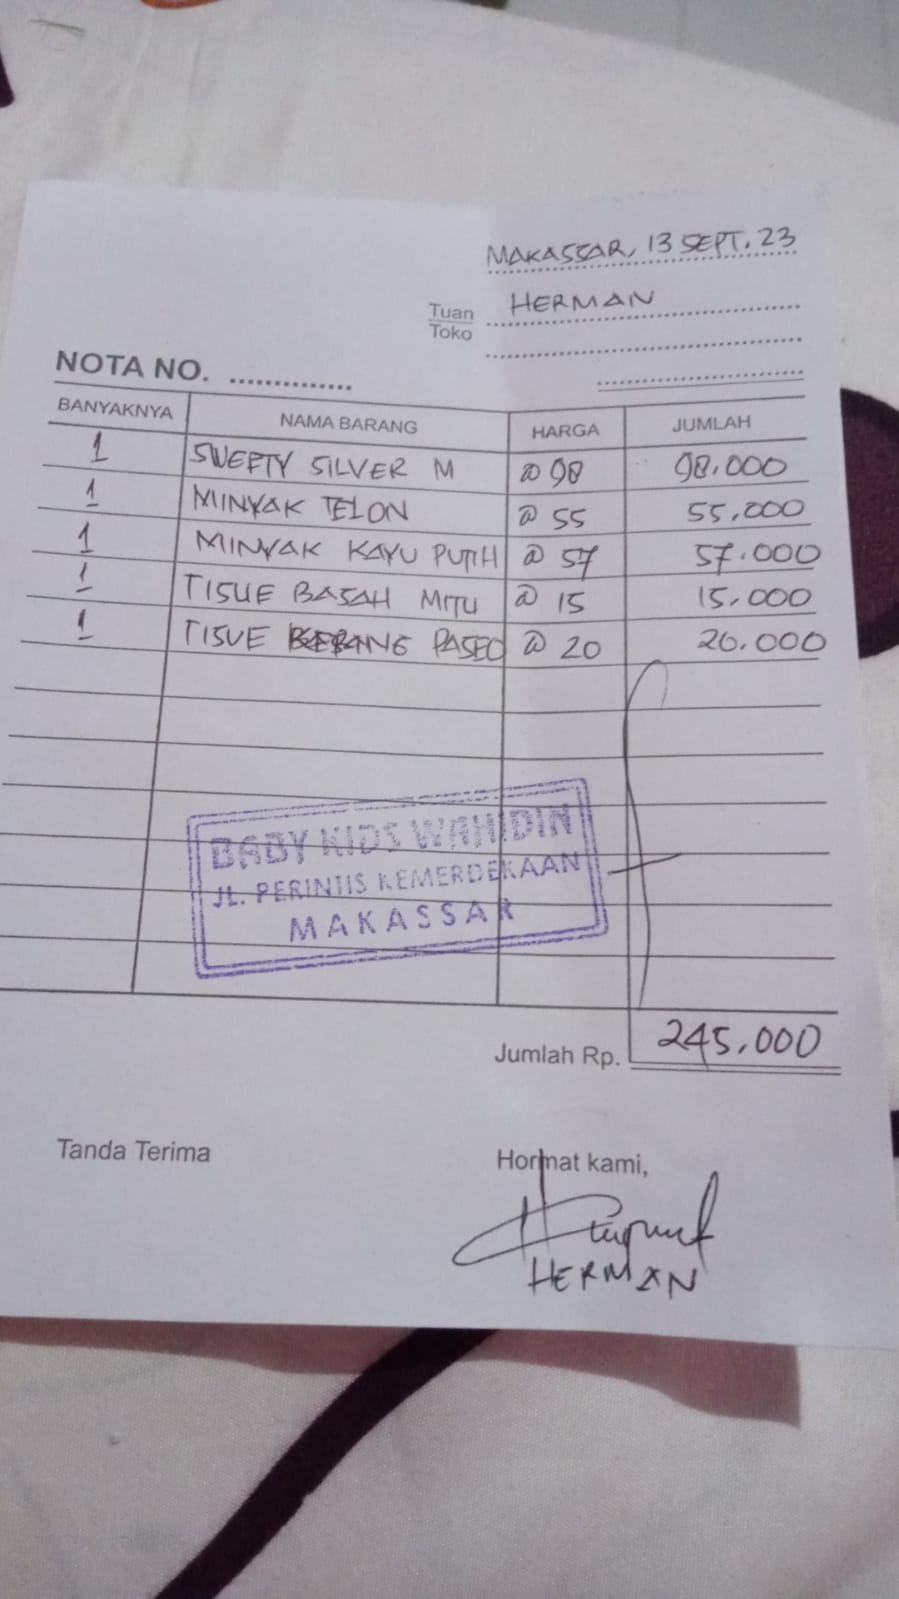 MAKASSAR, 13 SEPT. 23
Tuan HERMAN
Toko
NOTA NO. ..............
BANYAKNYA NAMA BARANG HARGA JUMLAH
1 SWEETY SILVER M @ 98 98.000
1 MINYAK TELON @ 55 55.000
1 MINYAK KAYU PUTIH @ 57 57.000
1 TISUE BASAH MITU @ 15 15.000
1 TISUE PASEO @ 20 20.000
BABY KIDS WAHIDIN
JL. PERINTIS KEMERDEKAAN
MAKASSAR
Jumlah Rp. 245.000
Tanda Terima Hormat kami,
HERMAN